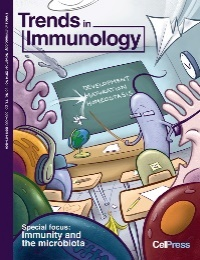 Trends in
Immunology
DEVELOPMENT
MATURATION
HOMEOSTASIS
Special focus:
Immunity and
the microbiota
CellPress